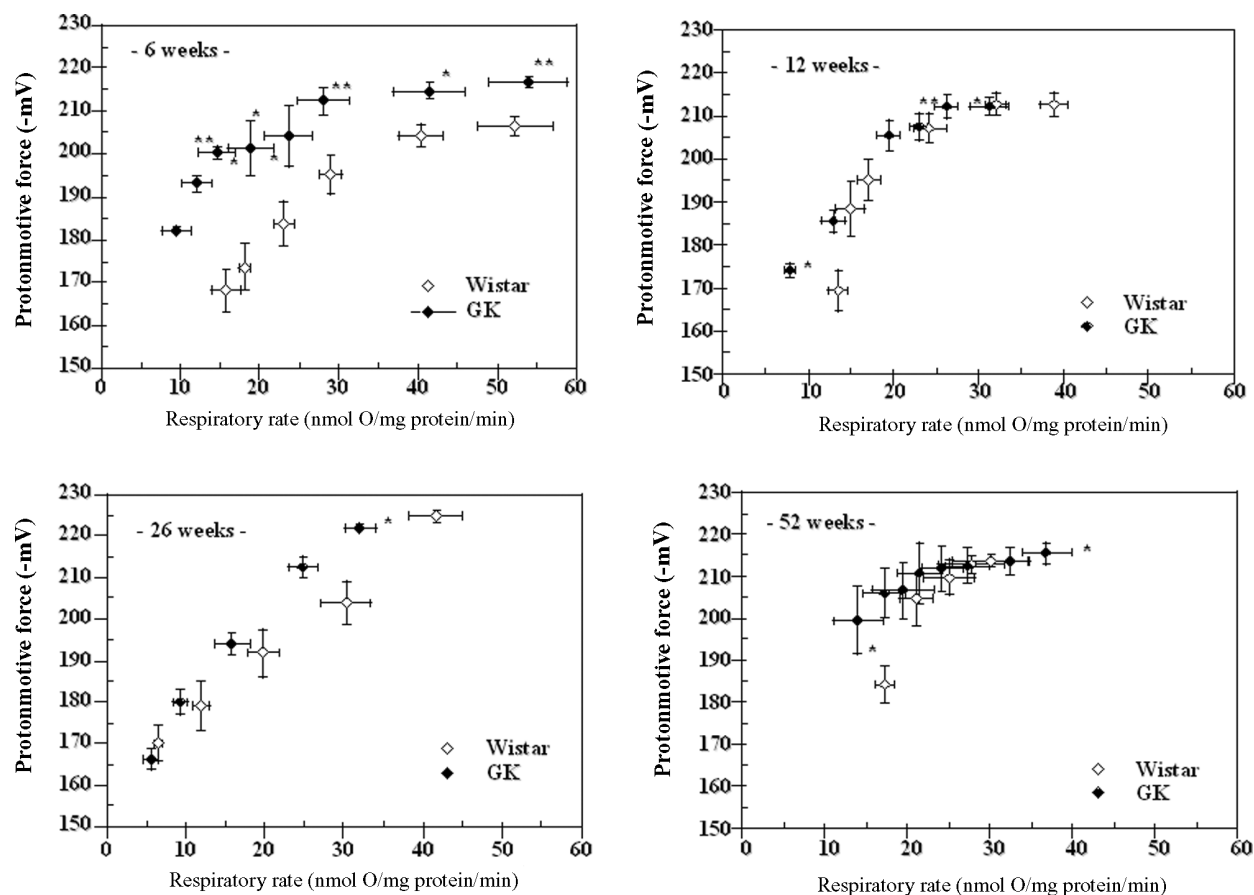 - 6 weeks -
Protonmotive force (-mV)
230
220
210
200
190
180
170
160
150
** * ** * * * **
Wistar
GK
0 10 20 30 40 50 60
Respiratory rate (nmol O/mg protein/min)
- 12 weeks -
Protonmotive force (-mV)
230
220
210
200
190
180
170
160
150
** * *
Wistar
GK
0 10 20 30 40 50 60
Respiratory rate (nmol O/mg protein/min)
- 26 weeks -
Protonmotive force (-mV)
230
220
210
200
190
180
170
160
150
*
Wistar
GK
0 10 20 30 40 50 60
Respiratory rate (nmol O/mg protein/min)
- 52 weeks -
Protonmotive force (-mV)
230
220
210
200
190
180
170
160
150
* *
Wistar
GK
0 10 20 30 40 50 60
Respiratory rate (nmol O/mg protein/min)